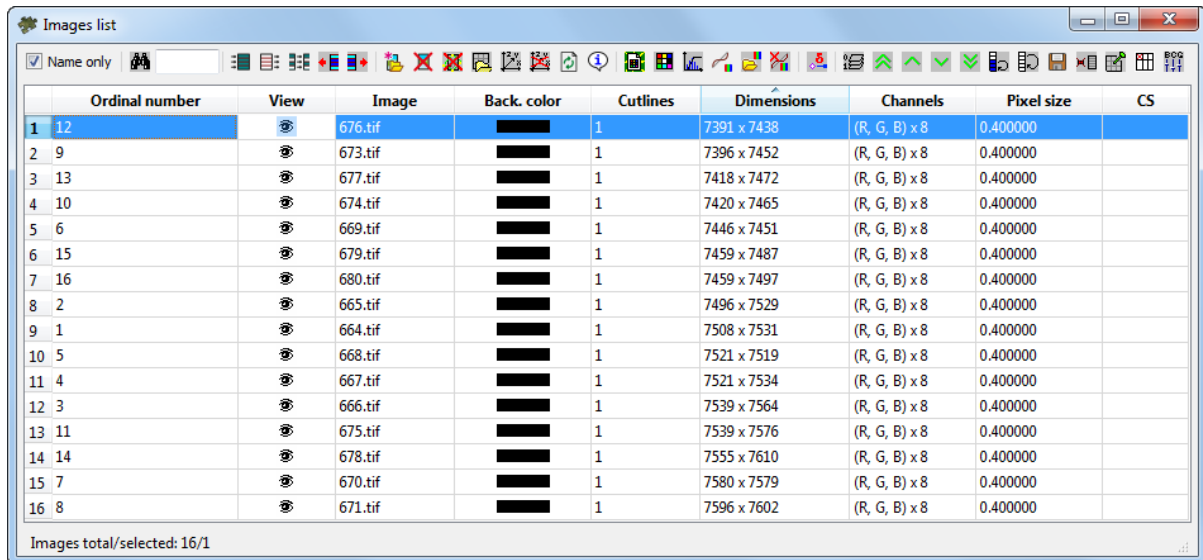 Images list
Name only
Ordinal number View Image Back. color Cutlines Dimensions Channels Pixel size CS
1 12 676.tif 1 7391 x 7438 (R, G, B) x 8 0.400000
2 9 673.tif 1 7396 x 7452 (R, G, B) x 8 0.400000
3 13 677.tif 1 7418 x 7472 (R, G, B) x 8 0.400000
4 10 674.tif 1 7420 x 7465 (R, G, B) x 8 0.400000
5 6 669.tif 1 7446 x 7451 (R, G, B) x 8 0.400000
6 15 679.tif 1 7459 x 7487 (R, G, B) x 8 0.400000
7 16 680.tif 1 7459 x 7497 (R, G, B) x 8 0.400000
8 2 665.tif 1 7496 x 7529 (R, G, B) x 8 0.400000
9 1 664.tif 1 7508 x 7531 (R, G, B) x 8 0.400000
10 5 668.tif 1 7521 x 7519 (R, G, B) x 8 0.400000
11 4 667.tif 1 7521 x 7534 (R, G, B) x 8 0.400000
12 3 666.tif 1 7539 x 7564 (R, G, B) x 8 0.400000
13 11 675.tif 1 7539 x 7576 (R, G, B) x 8 0.400000
14 14 678.tif 1 7555 x 7610 (R, G, B) x 8 0.400000
15 7 670.tif 1 7580 x 7579 (R, G, B) x 8 0.400000
16 8 671.tif 1 7596 x 7602 (R, G, B) x 8 0.400000
Images total/selected: 16/1